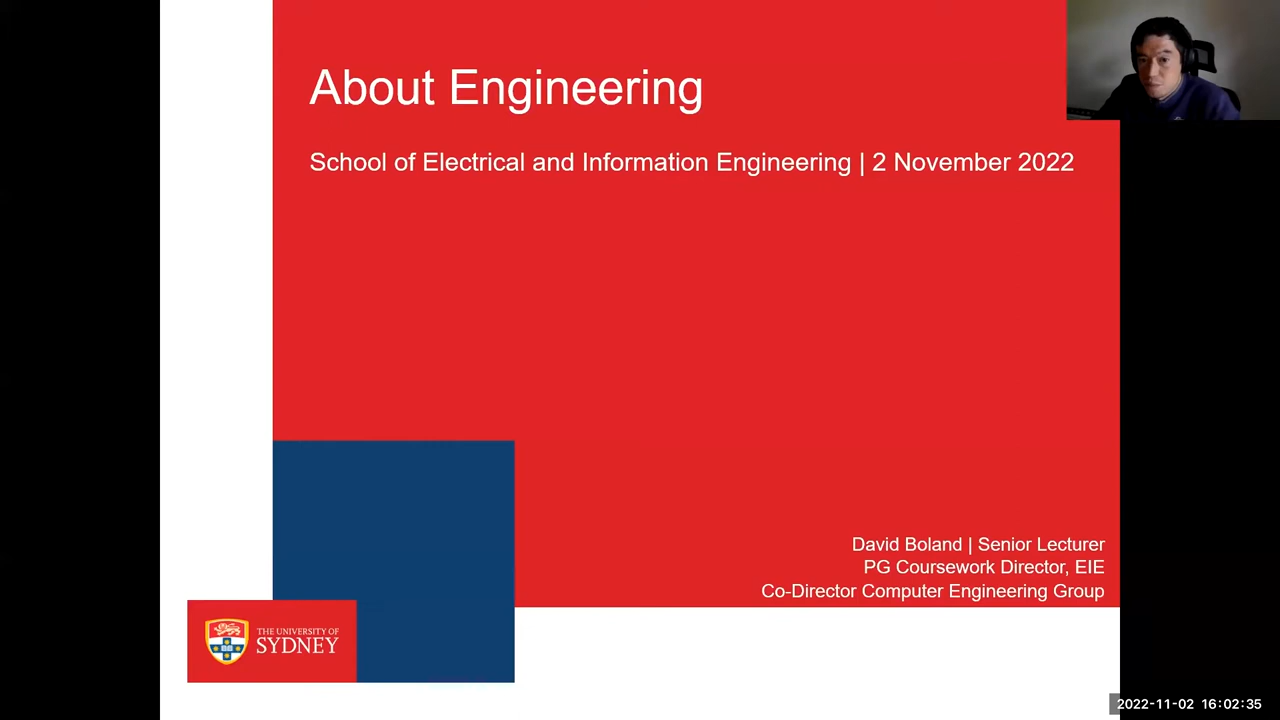 About Engineering
School of Electrical and Information Engineering | 2 November 2022
David Boland | Senior Lecturer
PG Coursework Director, EIE
Co-Director Computer Engineering Group
THE UNIVERSITY OF
SYDNEY
2022-11-02 16:02:35